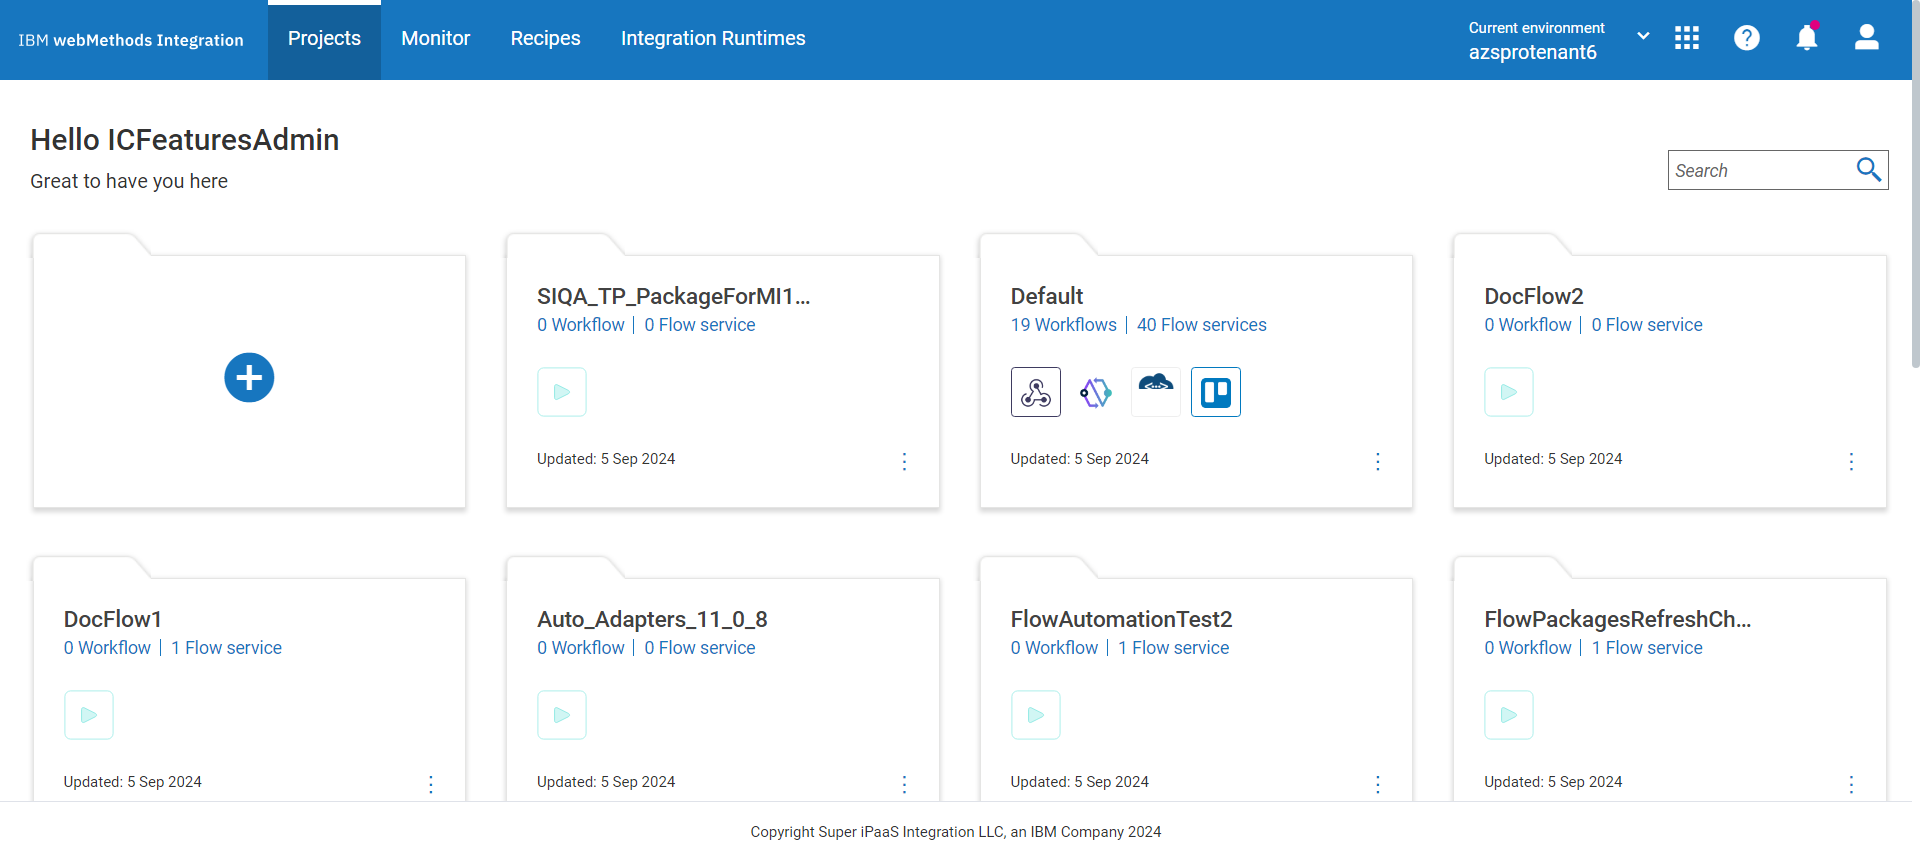 IBM webMethods Integration
Projects
Monitor
Recipes
Integration Runtimes
Current environment
azsprotenant6
Hello ICFeaturesAdmin
Great to have you here
Search
SIQA_TP_PackageForMI1...
0 Workflow | 0 Flow service
Updated: 5 Sep 2024
Default
19 Workflows | 40 Flow services
Updated: 5 Sep 2024
DocFlow2
0 Workflow | 0 Flow service
Updated: 5 Sep 2024
DocFlow1
0 Workflow | 1 Flow service
Updated: 5 Sep 2024
Auto_Adapters_11_0_8
0 Workflow | 0 Flow service
Updated: 5 Sep 2024
FlowAutomationTest2
0 Workflow | 1 Flow service
Updated: 5 Sep 2024
FlowPackagesRefreshCh...
0 Workflow | 1 Flow service
Updated: 5 Sep 2024
Copyright Super iPaaS Integration LLC, an IBM Company 2024